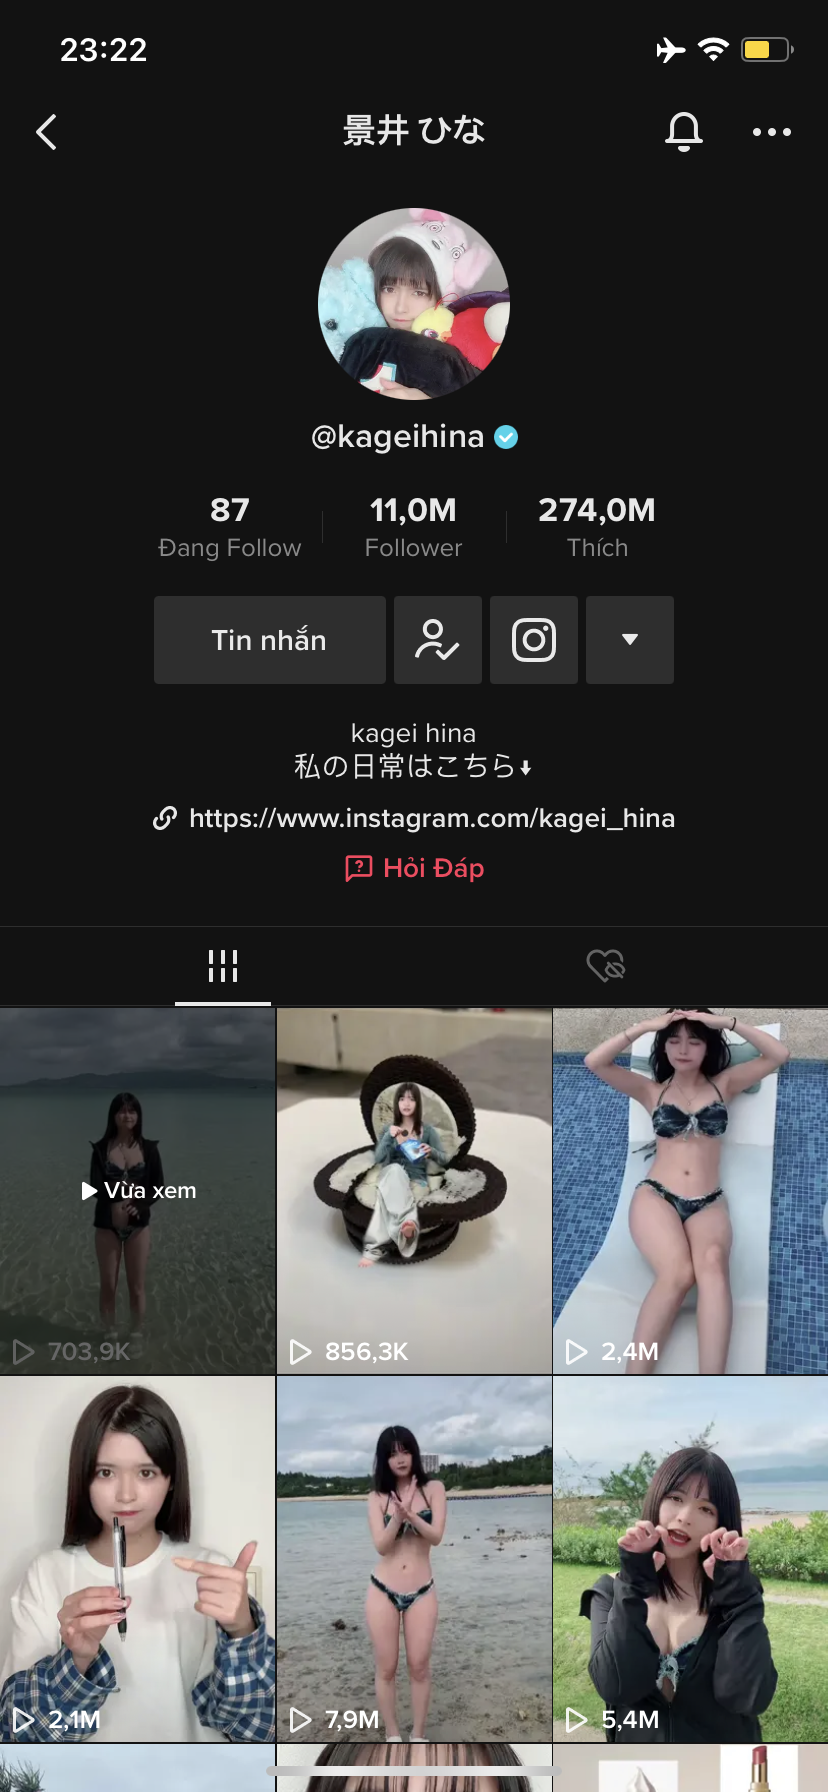 23:22
景井 ひな
@kageihina
87
11,0M
274,0M
Đang Follow
Follower
Thích
Tin nhắn
kagei hina
私の日常はこちら⬇
https://www.instagram.com/kagei_hina
Hỏi Đáp
Vừa xem
703,9K
856,3K
2,4M
2,1M
7,9M
5,4M